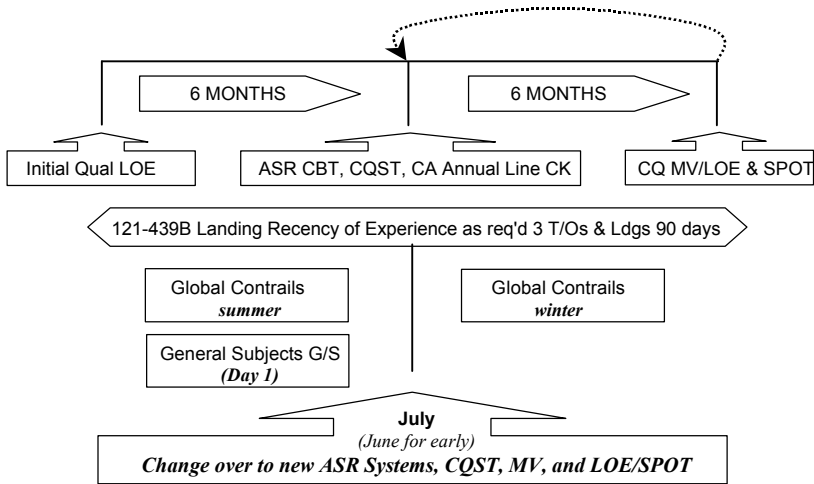 6 MONTHS
6 MONTHS
Initial Qual LOE
ASR CBT, CQST, CA Annual Line CK
CQ MV/LOE & SPOT
121-439B Landing Recency of Experience as req'd 3 T/Os & Ldgs 90 days
Global Contrails
summer
Global Contrails
winter
General Subjects G/S
(Day 1)
July
(June for early)
Change over to new ASR Systems, CQST, MV, and LOE/SPOT